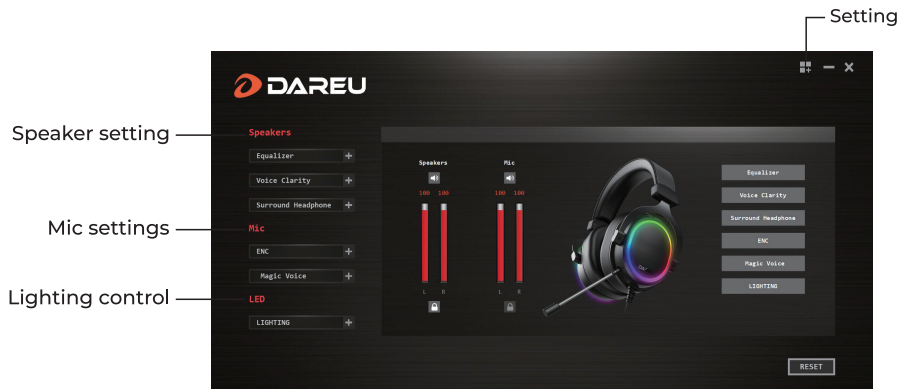 Setting
DAREU
Speaker setting
Speakers
Equalizer
Voice Clarity
Surround Headphone
Mic settings
Mic
ENC
Magic Voice
Lighting control
LED
LIGHTING
Speakers Mic
100 100 100 100
L R L R
Equalizer
Voice Clarity
Surround Headphone
ENC
Magic Voice
LIGHTING
RESET